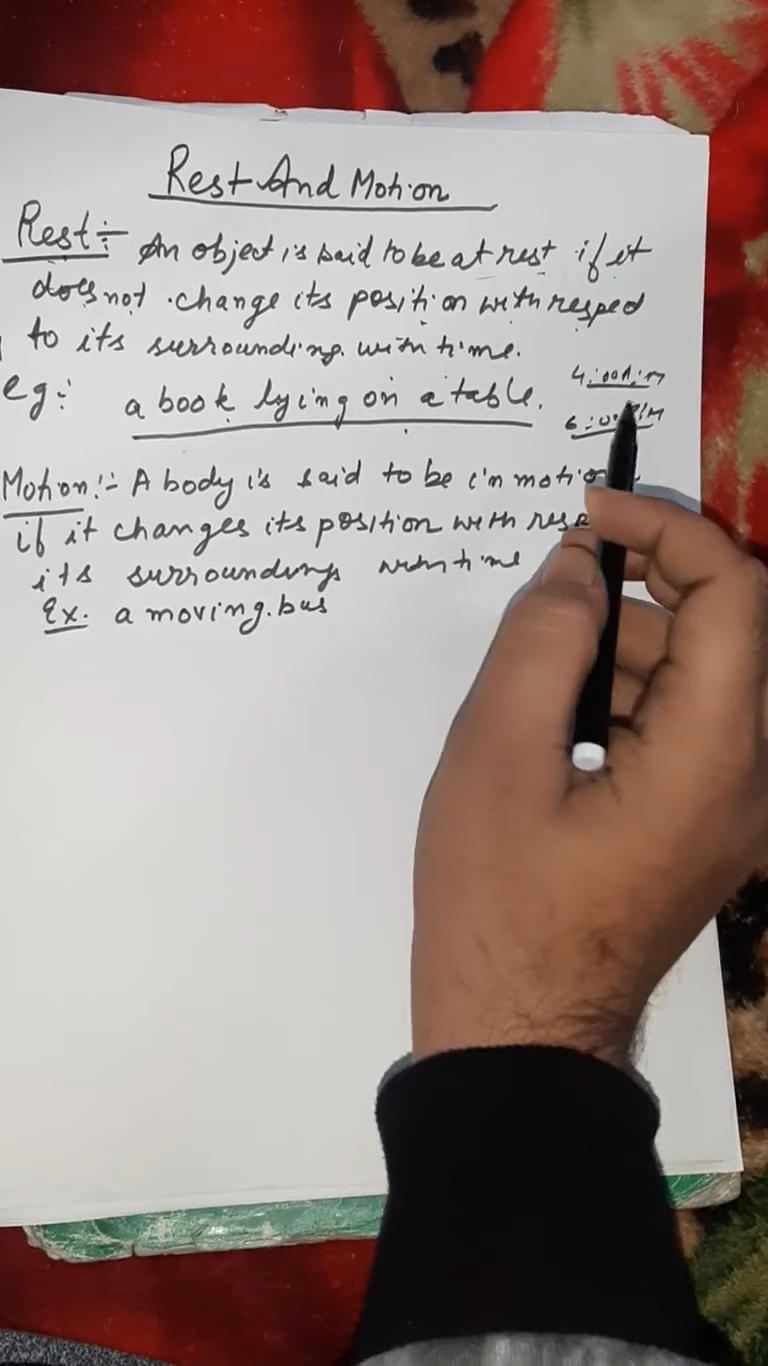 Rest And Motion
Rest:- An object is said to be at rest if it
does not change its position with respect
to its surrounding. with time.
eg:- a book lying on a table.
4:00A.M
6:00
Motion:- A body is said to be in motion
if it changes its position with
its surroundings with time
Ex. a moving bus